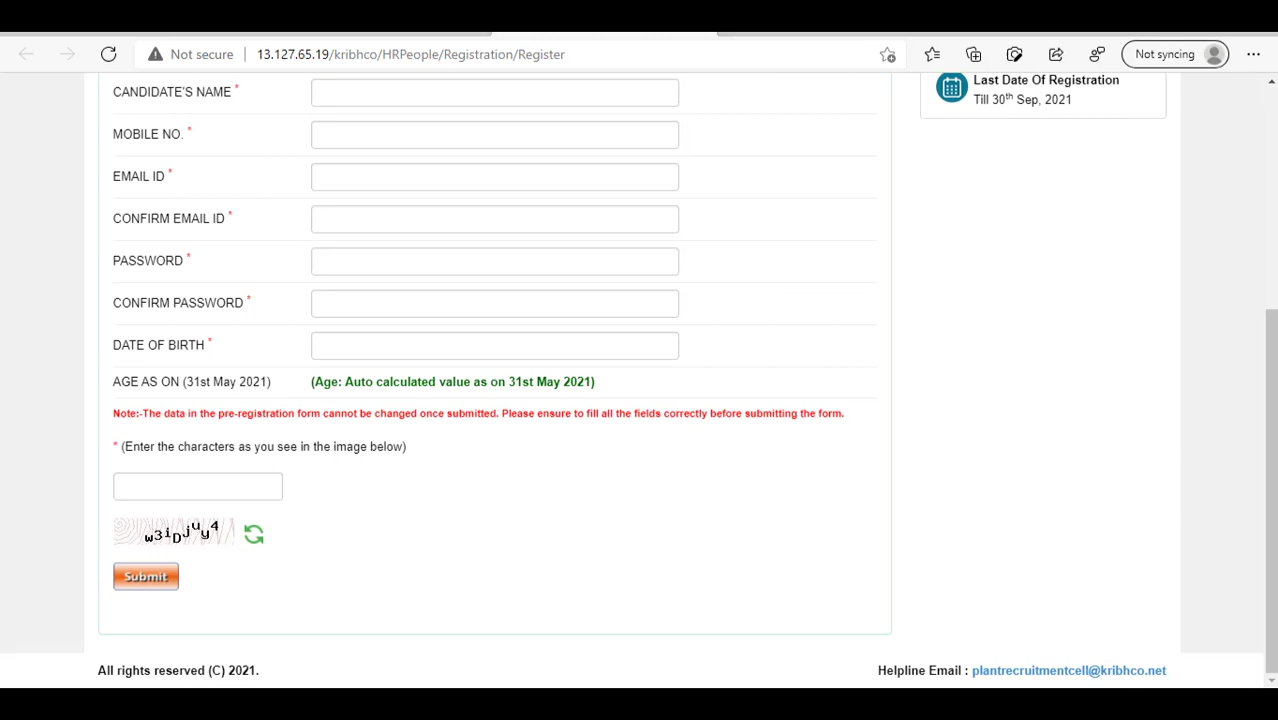 Not secure
13.127.65.19/kribhco/HRPeople/Registration/Register
Not syncing
CANDIDATE'S NAME *
Last Date Of Registration
Till 30th Sep, 2021
MOBILE NO. *
EMAIL ID *
CONFIRM EMAIL ID *
PASSWORD *
CONFIRM PASSWORD *
DATE OF BIRTH *
AGE AS ON (31st May 2021) (Age: Auto calculated value as on 31st May 2021)
Note:-The data in the pre-registration form cannot be changed once submitted. Please ensure to fill all the fields correctly before submitting the form.
* (Enter the characters as you see in the image below)
w3iDjuy4
Submit
All rights reserved (C) 2021.
Helpline Email : plantrecruitmentcell@kribhco.net